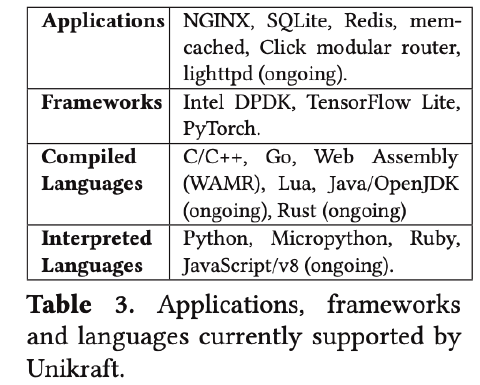 Applications NGINX, SQLite, Redis, mem-
cached, Click modular router,
lighttpd (ongoing).
Frameworks Intel DPDK, TensorFlow Lite,
PyTorch.
Compiled C/C++, Go, Web Assembly
Languages (WAMR), Lua, Java/OpenJDK
(ongoing), Rust (ongoing)
Interpreted Python, Micropython, Ruby,
Languages JavaScript/v8 (ongoing).
Table 3. Applications, frameworks
and languages currently supported by
Unikraft.